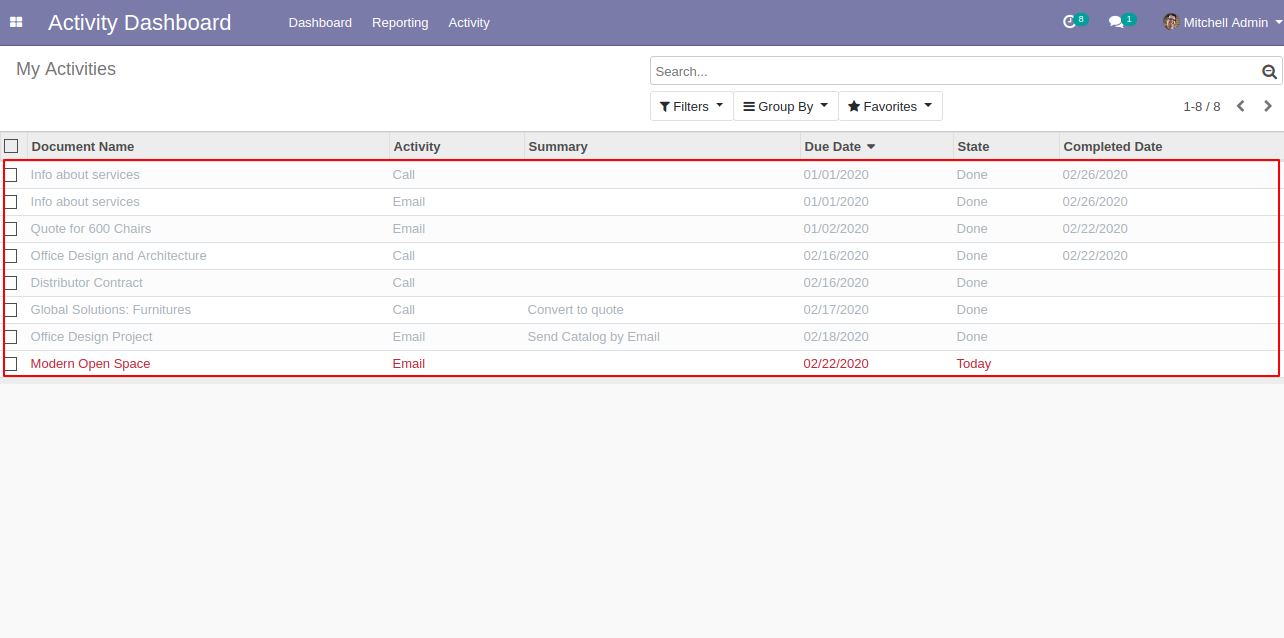 Activity Dashboard Dashboard Reporting Activity 8 1 Mitchell Admin
My Activities
Search...
Filters Group By Favorites 1-8 / 8
Document Name Activity Summary Due Date State Completed Date
Info about services Call 01/01/2020 Done 02/26/2020
Info about services Email 01/01/2020 Done 02/26/2020
Quote for 600 Chairs Email 01/02/2020 Done 02/22/2020
Office Design and Architecture Call 02/16/2020 Done 02/22/2020
Distributor Contract Call 02/16/2020 Done
Global Solutions: Furnitures Call Convert to quote 02/17/2020 Done
Office Design Project Email Send Catalog by Email 02/18/2020 Done
Modern Open Space Email 02/22/2020 Today